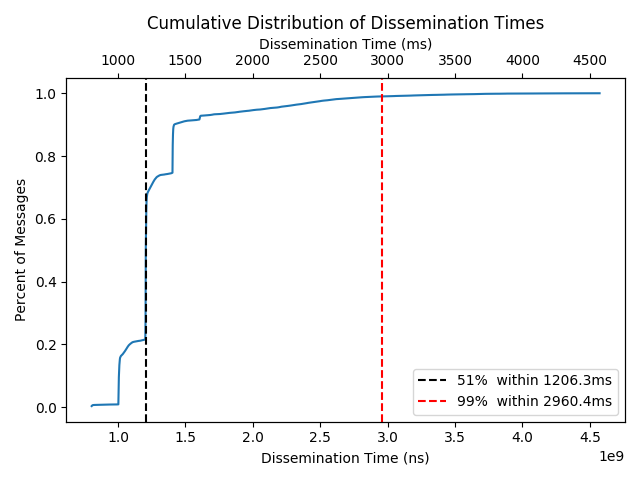 Cumulative Distribution of Dissemination Times
Dissemination Time (ms)
1000 1500 2000 2500 3000 3500 4000 4500
Percent of Messages
1.0
0.8
0.6
0.4
0.2
0.0
51% within 1206.3ms
99% within 2960.4ms
1.0 1.5 2.0 2.5 3.0 3.5 4.0 4.5
1e9
Dissemination Time (ns)